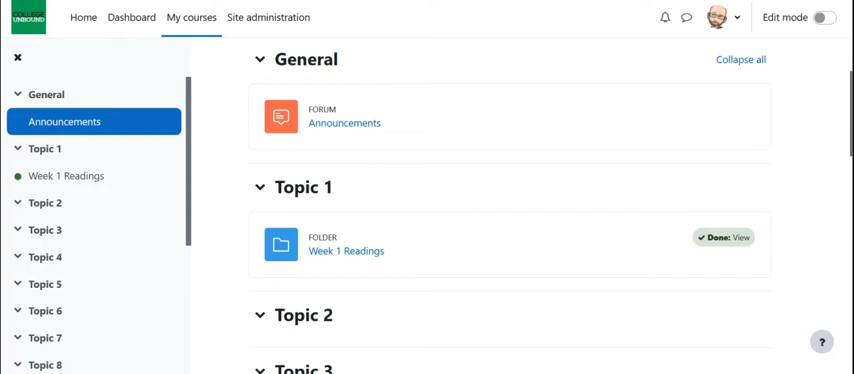 COLLEGE
UNBOUND
Home Dashboard My courses Site administration
Edit mode
General
Announcements
Topic 1
Week 1 Readings
Topic 2
Topic 3
Topic 4
Topic 5
Topic 6
Topic 7
Topic 8
General
Collapse all
FORUM
Announcements
Topic 1
FOLDER
Week 1 Readings
Done: View
Topic 2
Topic 3
?